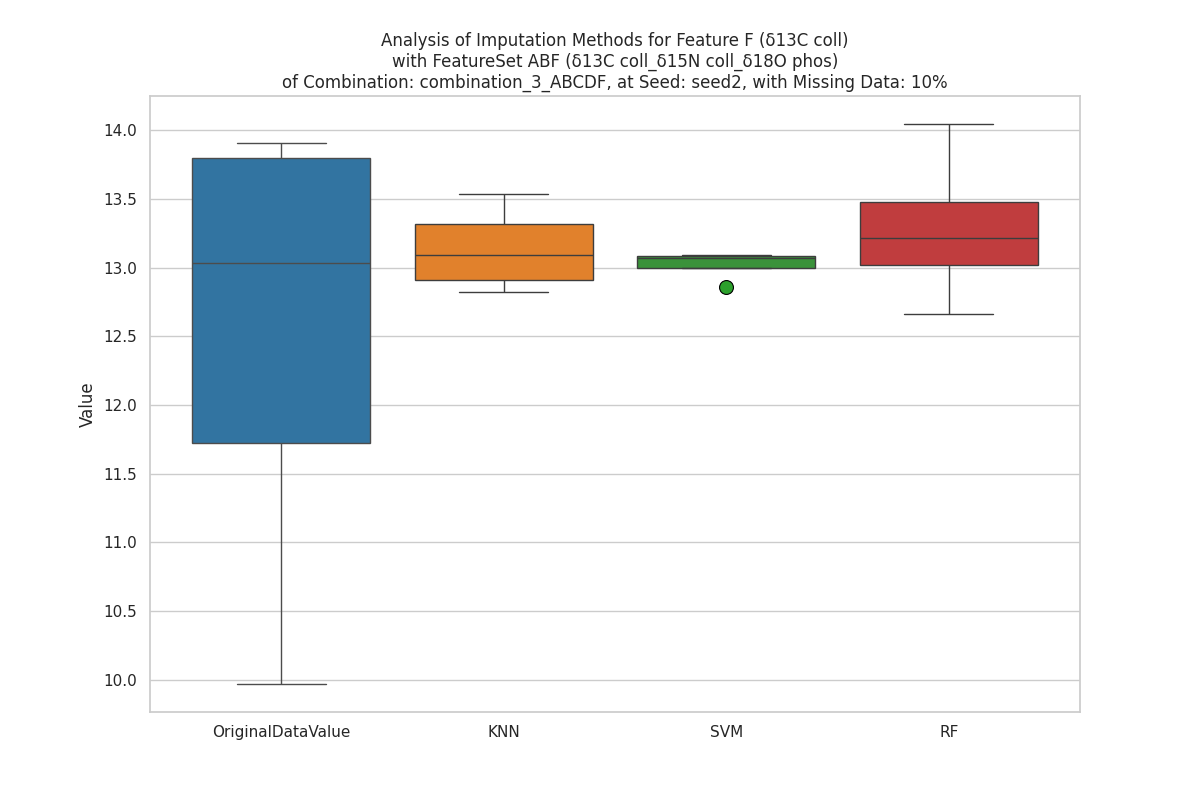 Analysis of Imputation Methods for Feature F (δ13C coll)
with FeatureSet ABF (δ13C coll_δ15N coll_δ18O phos)
of Combination: combination_3_ABCDF, at Seed: seed2, with Missing Data: 10%
14.0
13.5
13.0
12.5
12.0
11.5
11.0
10.5
10.0
Value
OriginalDataValue
KNN
SVM
RF